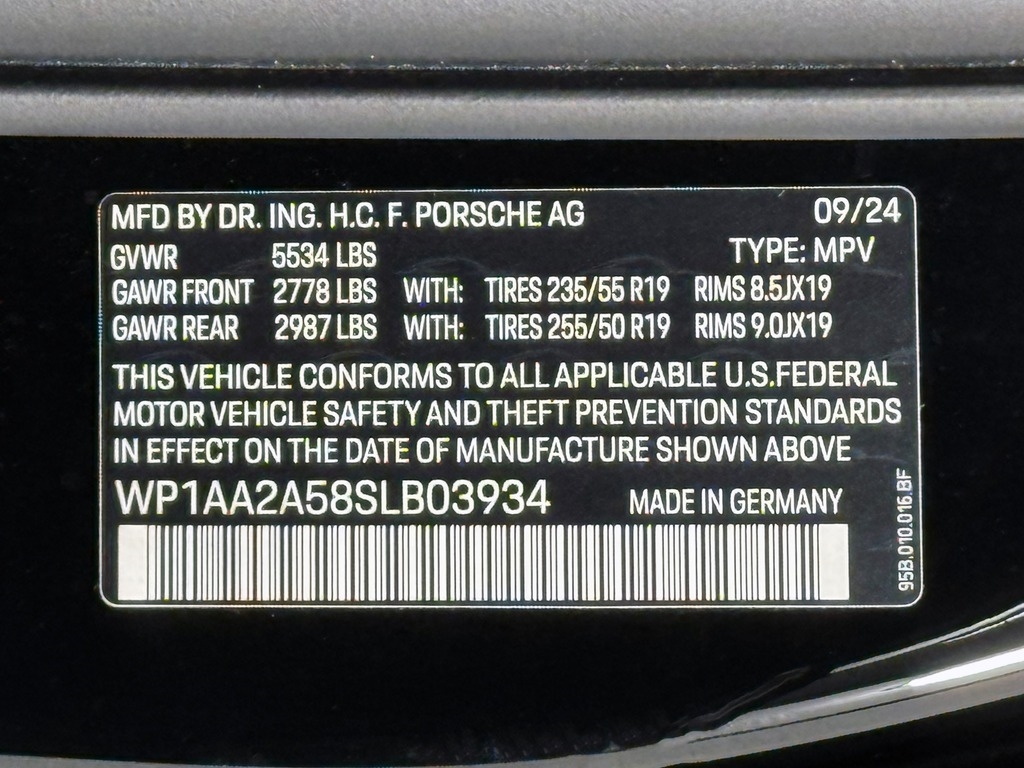 MFD BY DR. ING. H.C. F. PORSCHE AG 09/24
GVWR 5534 LBS TYPE: MPV
GAWR FRONT 2778 LBS WITH: TIRES 235/55 R19 RIMS 8.5JX19
GAWR REAR 2987 LBS WITH: TIRES 255/50 R19 RIMS 9.0JX19
THIS VEHICLE CONFORMS TO ALL APPLICABLE U.S.FEDERAL
MOTOR VEHICLE SAFETY AND THEFT PREVENTION STANDARDS
IN EFFECT ON THE DATE OF MANUFACTURE SHOWN ABOVE
WP1AA2A58SLB03934 MADE IN GERMANY
95B.010.016.BF